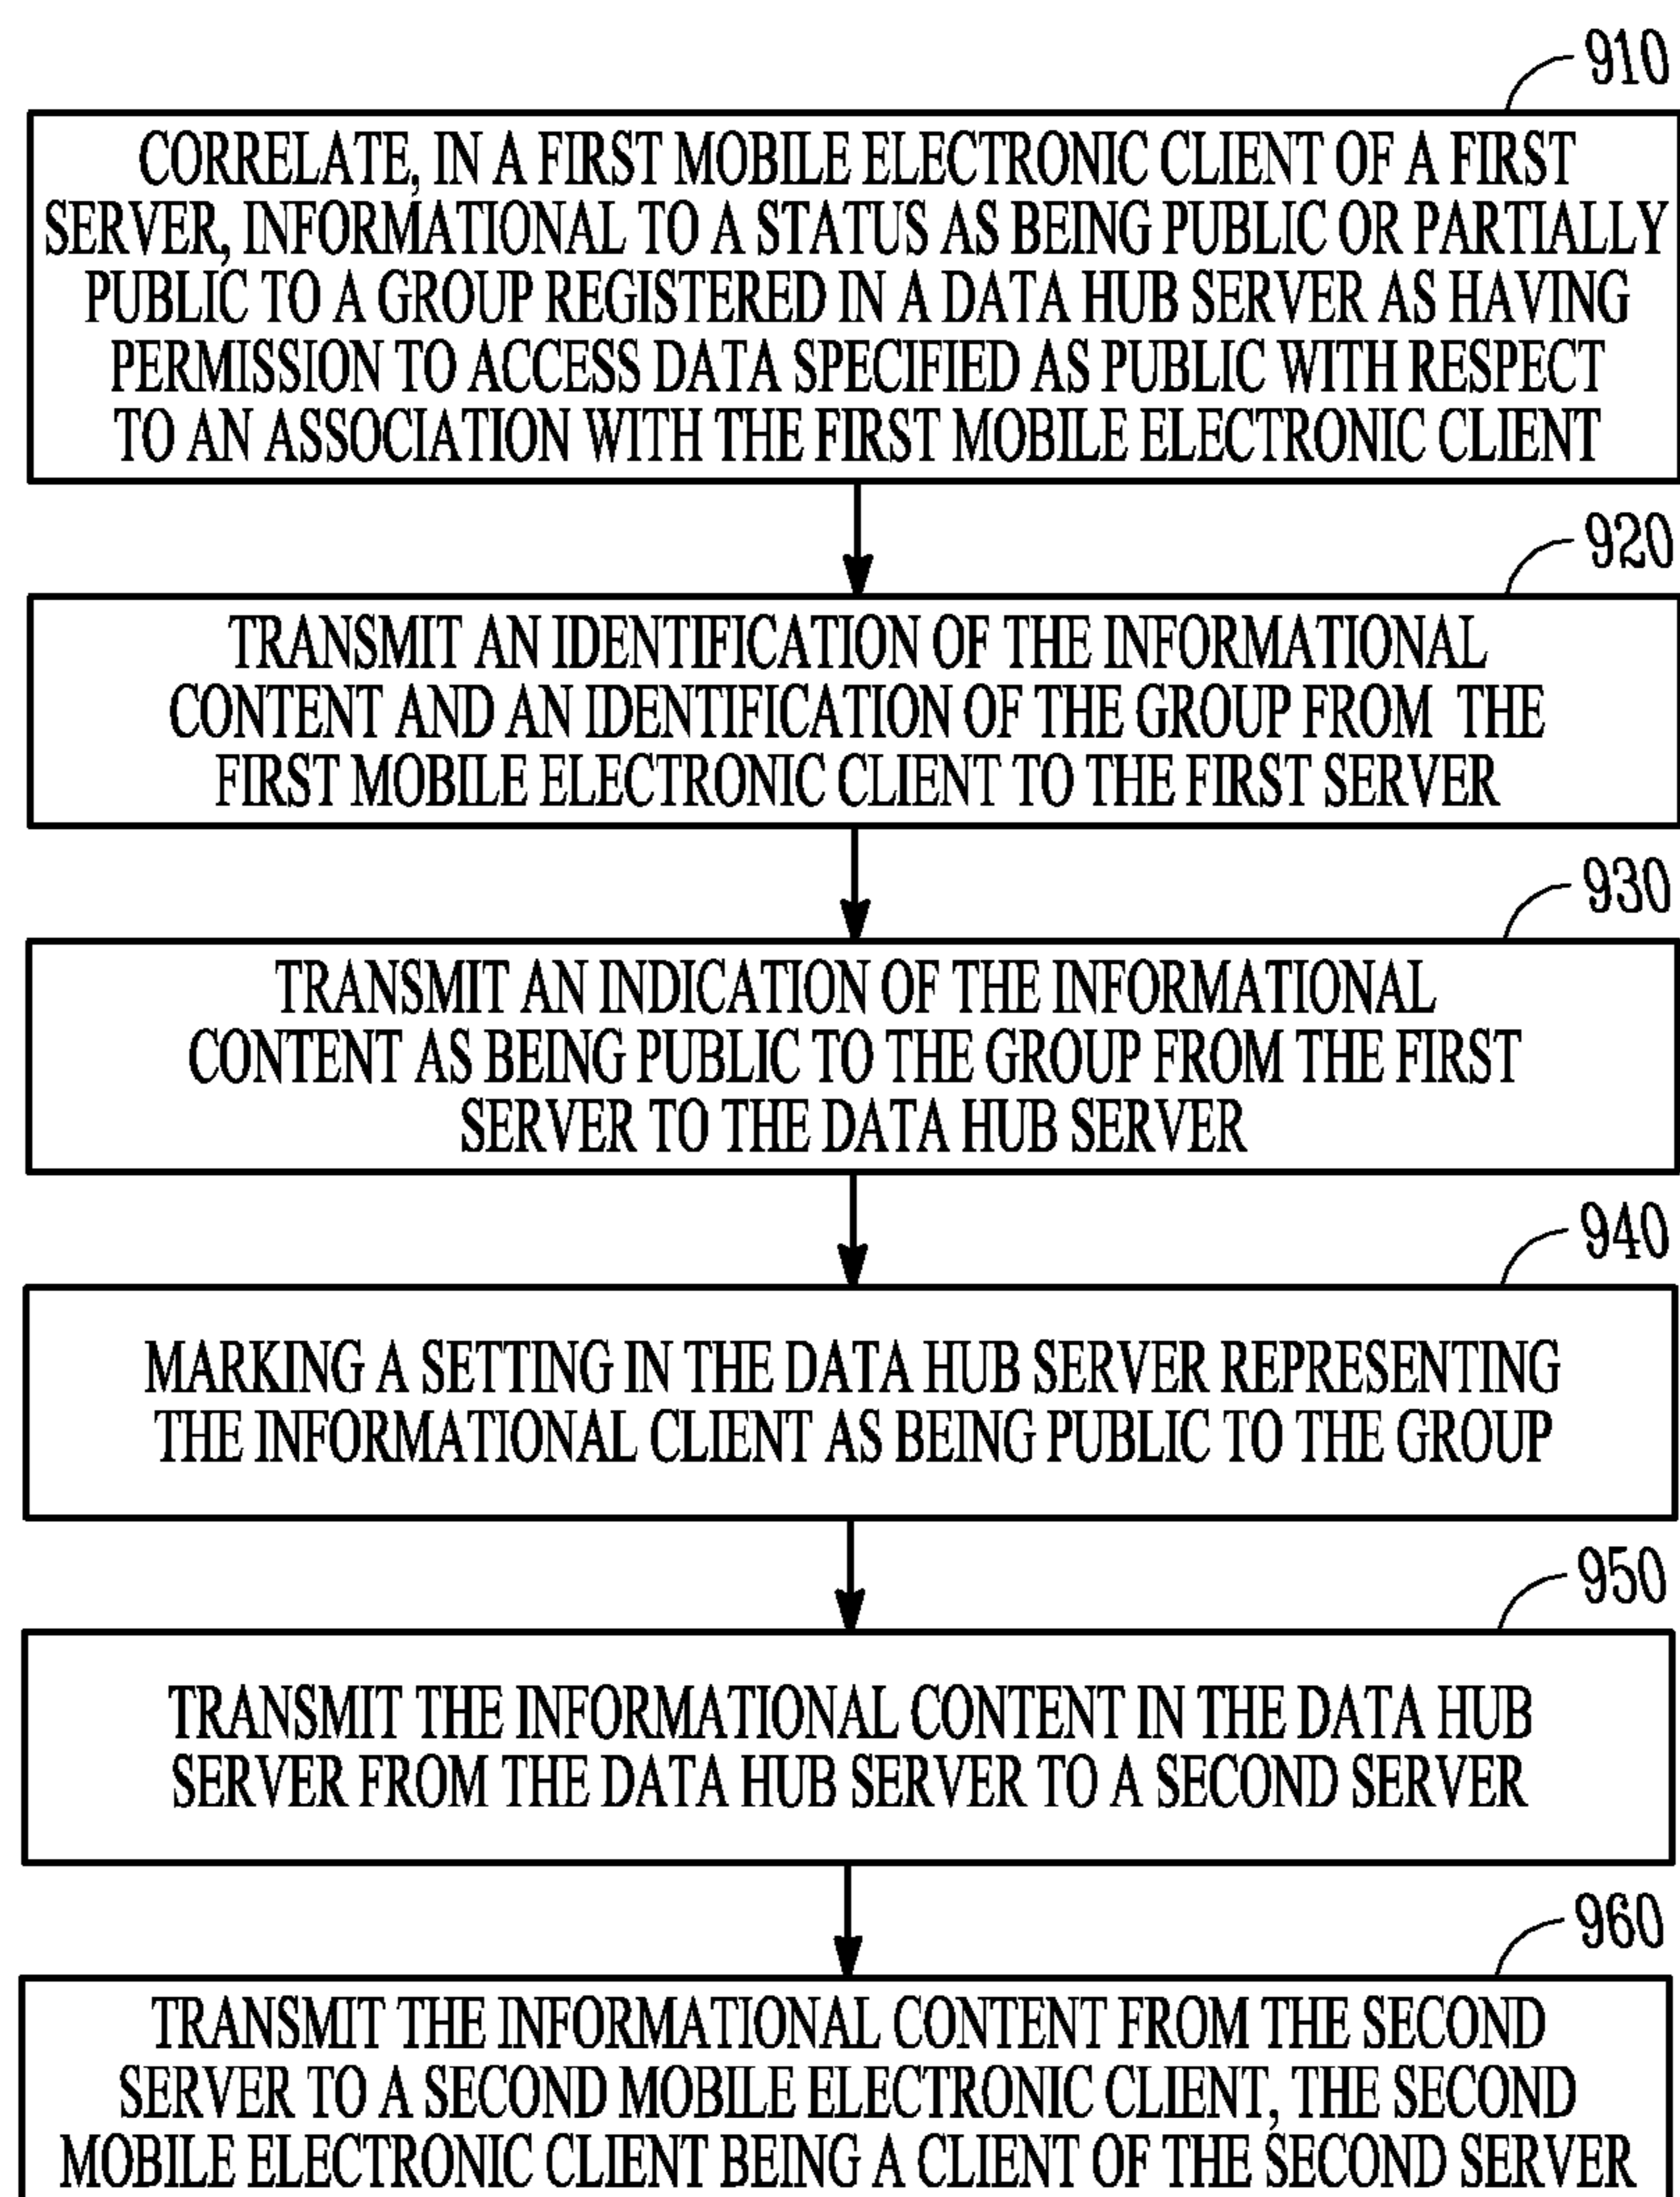 910
CORRELATE, IN A FIRST MOBILE ELECTRONIC CLIENT OF A FIRST
SERVER, INFORMATIONAL TO A STATUS AS BEING PUBLIC OR PARTIALLY
PUBLIC TO A GROUP REGISTERED IN A DATA HUB SERVER AS HAVING
PERMISSION TO ACCESS DATA SPECIFIED AS PUBLIC WITH RESPECT
TO AN ASSOCIATION WITH THE FIRST MOBILE ELECTRONIC CLIENT
920
TRANSMIT AN IDENTIFICATION OF THE INFORMATIONAL
CONTENT AND AN IDENTIFICATION OF THE GROUP FROM THE
FIRST MOBILE ELECTRONIC CLIENT TO THE FIRST SERVER
930
TRANSMIT AN INDICATION OF THE INFORMATIONAL
CONTENT AS BEING PUBLIC TO THE GROUP FROM THE FIRST
SERVER TO THE DATA HUB SERVER
940
MARKING A SETTING IN THE DATA HUB SERVER REPRESENTING
THE INFORMATIONAL CLIENT AS BEING PUBLIC TO THE GROUP
950
TRANSMIT THE INFORMATIONAL CONTENT IN THE DATA HUB
SERVER FROM THE DATA HUB SERVER TO A SECOND SERVER
960
TRANSMIT THE INFORMATIONAL CONTENT FROM THE SECOND
SERVER TO A SECOND MOBILE ELECTRONIC CLIENT, THE SECOND
MOBILE ELECTRONIC CLIENT BEING A CLIENT OF THE SECOND SERVER